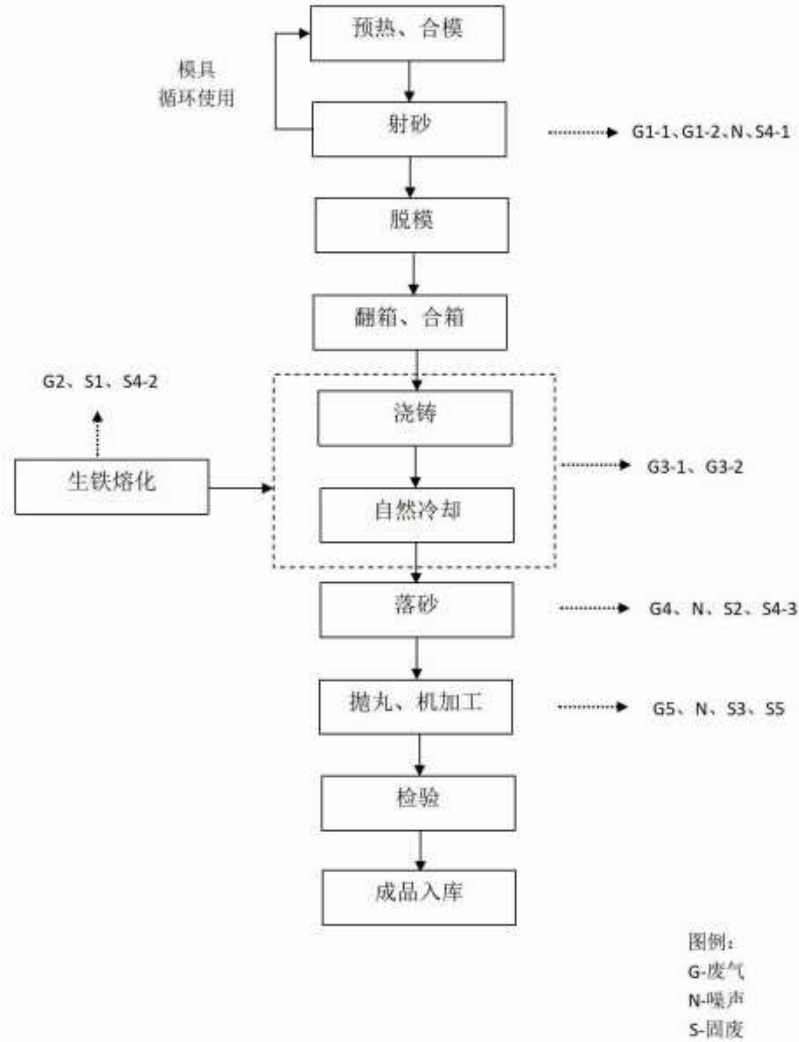 预热、合模
模具
循环使用
射砂
G1-1、G1-2、N、S4-1
脱模
翻箱、合箱
G2、S1、S4-2
浇铸
生铁熔化
G3-1、G3-2
自然冷却
落砂
G4、N、S2、S4-3
抛丸、机加工
G5、N、S3、S5
检验
成品入库
图例：
G-废气
N-噪声
S-固废